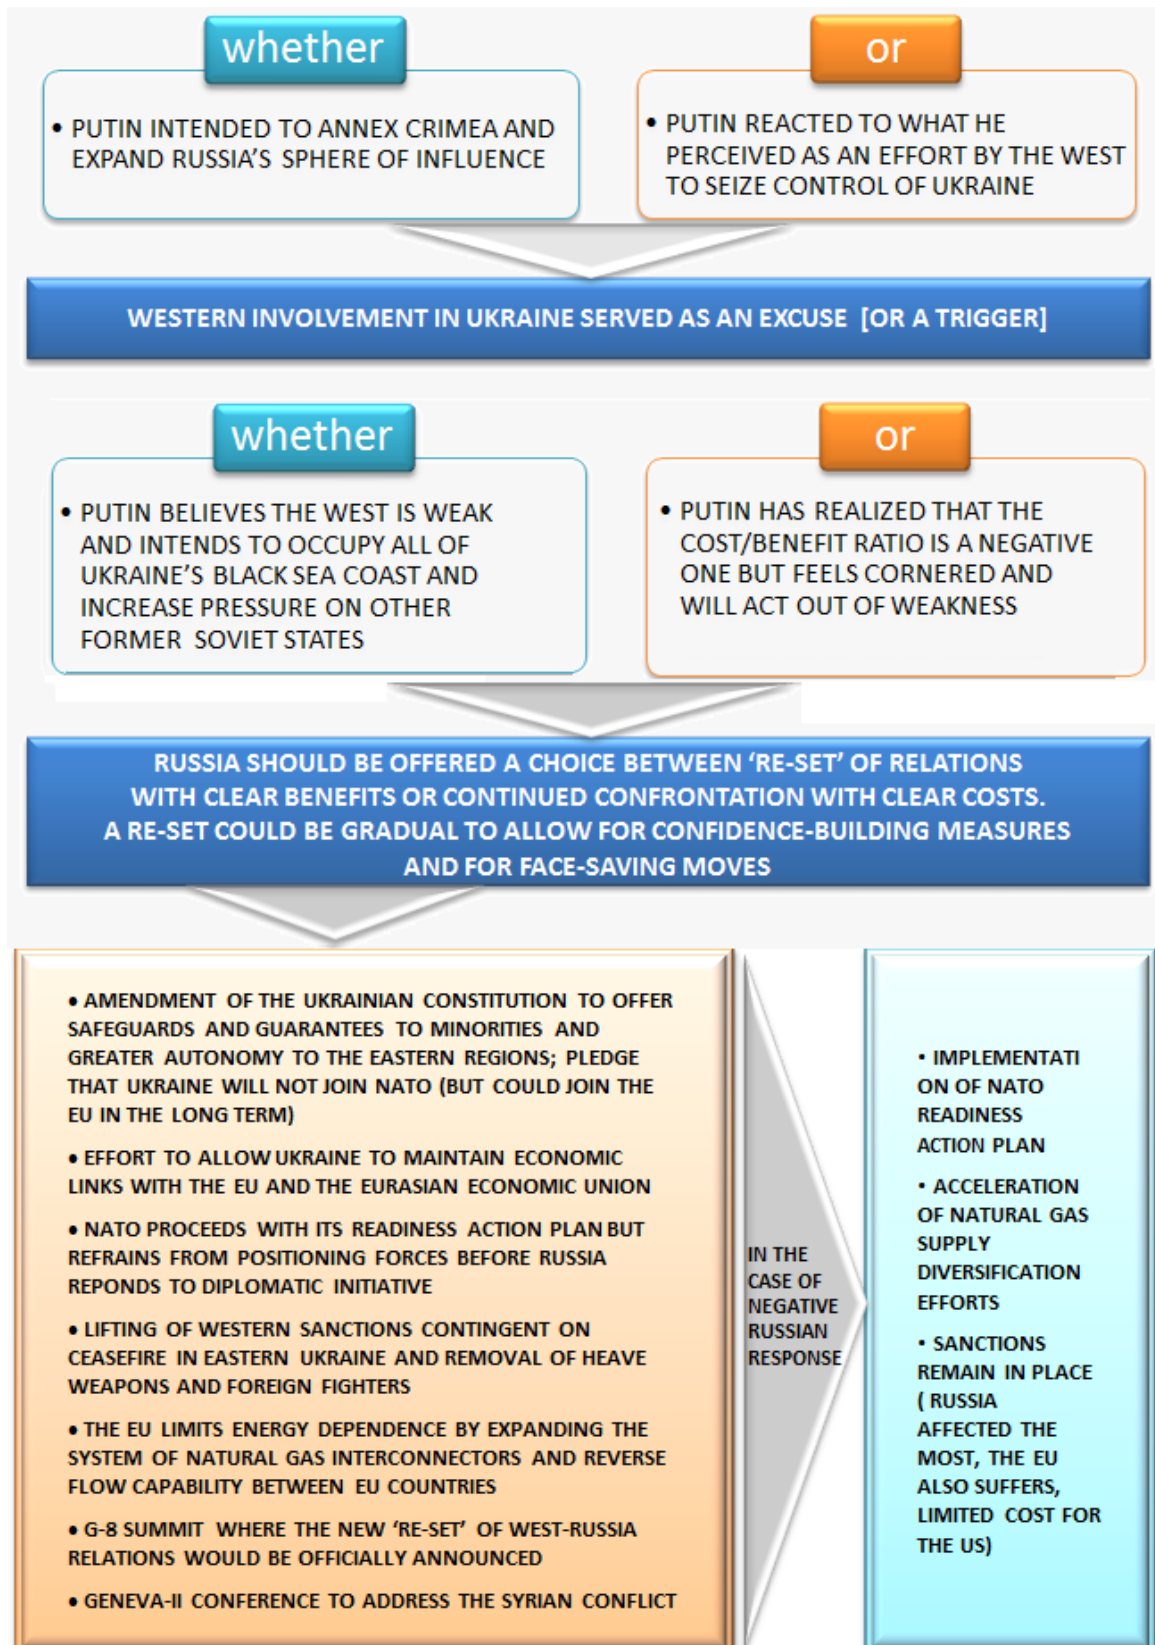 whether
• PUTIN INTENDED TO ANNEX CRIMEA AND
EXPAND RUSSIA'S SPHERE OF INFLUENCE
or
• PUTIN REACTED TO WHAT HE
PERCEIVED AS AN EFFORT BY THE WEST
TO SEIZE CONTROL OF UKRAINE
WESTERN INVOLVEMENT IN UKRAINE SERVED AS AN EXCUSE [OR A TRIGGER]
whether
• PUTIN BELIEVES THE WEST IS WEAK
AND INTENDS TO OCCUPY ALL OF
UKRAINE'S BLACK SEA COAST AND
INCREASE PRESSURE ON OTHER
FORMER SOVIET STATES
or
• PUTIN HAS REALIZED THAT THE
COST/BENEFIT RATIO IS A NEGATIVE
ONE BUT FEELS CORNERED AND
WILL ACT OUT OF WEAKNESS
RUSSIA SHOULD BE OFFERED A CHOICE BETWEEN 'RE-SET' OF RELATIONS
WITH CLEAR BENEFITS OR CONTINUED CONFRONTATION WITH CLEAR COSTS.
A RE-SET COULD BE GRADUAL TO ALLOW FOR CONFIDENCE-BUILDING MEASURES
AND FOR FACE-SAVING MOVES
• AMENDMENT OF THE UKRAINIAN CONSTITUTION TO OFFER
SAFEGUARDS AND GUARANTEES TO MINORITIES AND
GREATER AUTONOMY TO THE EASTERN REGIONS; PLEDGE
THAT UKRAINE WILL NOT JOIN NATO (BUT COULD JOIN THE
EU IN THE LONG TERM)
• EFFORT TO ALLOW UKRAINE TO MAINTAIN ECONOMIC
LINKS WITH THE EU AND THE EURASIAN ECONOMIC UNION
• NATO PROCEEDS WITH ITS READINESS ACTION PLAN BUT
REFRAINS FROM POSITIONING FORCES BEFORE RUSSIA
REPONDS TO DIPLOMATIC INITIATIVE
• LIFTING OF WESTERN SANCTIONS CONTINGENT ON
CEASEFIRE IN EASTERN UKRAINE AND REMOVAL OF HEAVE
WEAPONS AND FOREIGN FIGHTERS
• THE EU LIMITS ENERGY DEPENDENCE BY EXPANDING THE
SYSTEM OF NATURAL GAS INTERCONNECTORS AND REVERSE
FLOW CAPABILITY BETWEEN EU COUNTRIES
• G-8 SUMMIT WHERE THE NEW 'RE-SET' OF WEST-RUSSIA
RELATIONS WOULD BE OFFICIALLY ANNOUNCED
• GENEVA-II CONFERENCE TO ADDRESS THE SYRIAN CONFLICT
IN THE
CASE OF
NEGATIVE
RUSSIAN
RESPONSE
• IMPLEMENTATI
ON OF NATO
READINESS
ACTION PLAN
• ACCELERATION
OF NATURAL GAS
SUPPLY
DIVERSIFICATION
EFFORTS
• SANCTIONS
REMAIN IN PLACE
( RUSSIA
AFFECTED THE
MOST, THE EU
ALSO SUFFERS,
LIMITED COST FOR
THE US)